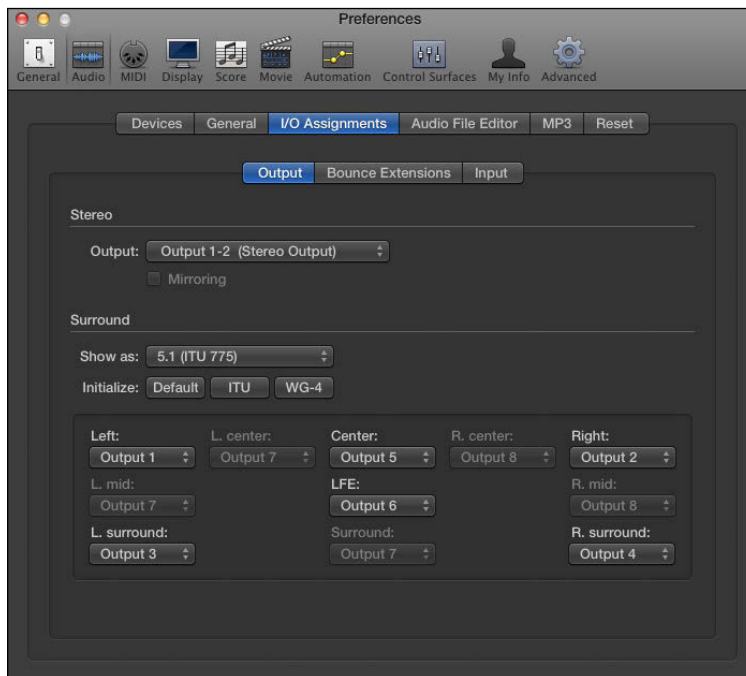 Preferences
General Audio MIDI Display Score Movie Automation Control Surfaces My Info Advanced
Devices General I/O Assignments Audio File Editor MP3 Reset
Output Bounce Extensions Input
Stereo
Output: Output 1-2 (Stereo Output)
Mirroring
Surround
Show as: 5.1 (ITU 775)
Initialize: Default ITU WG-4
Left: L. center: Center: R. center: Right:
Output 1 Output 7 Output 5 Output 8 Output 2
L. mid: LFE: R. mid:
Output 7 Output 6 Output 8
L. surround: Surround: R. surround:
Output 3 Output 7 Output 4